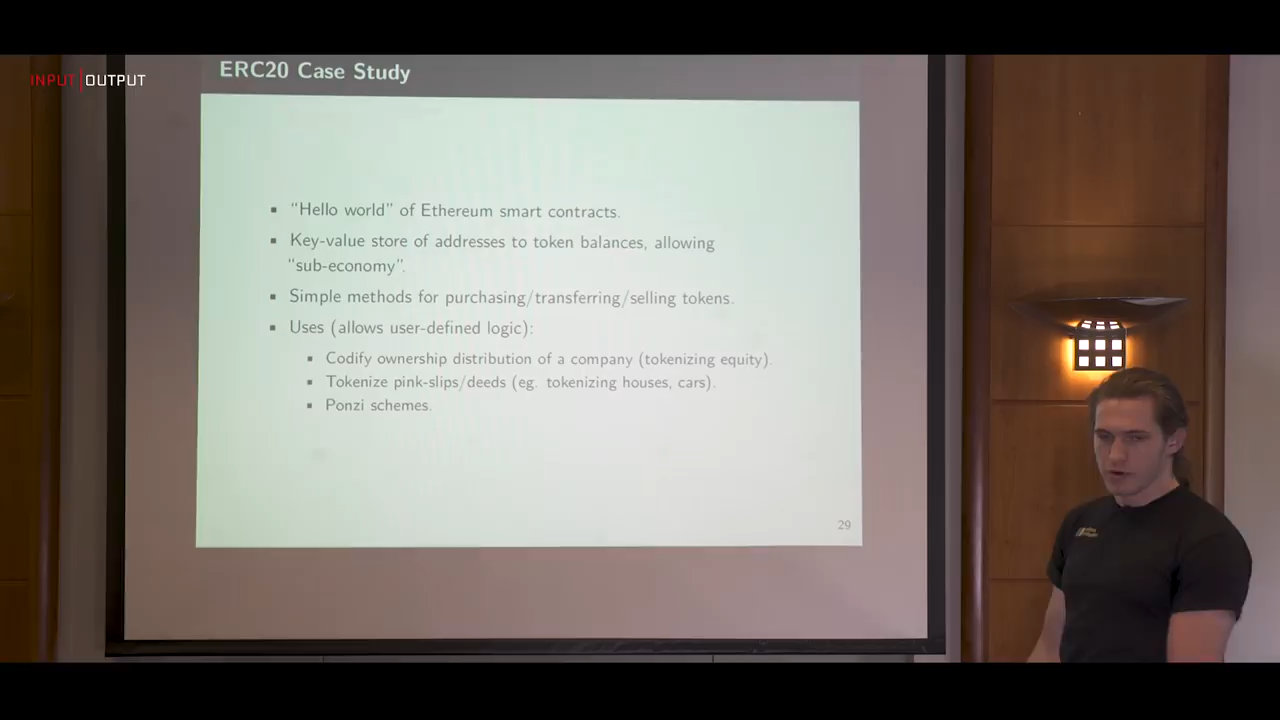 INPUT|OUTPUT
ERC20 Case Study
▪ “Hello world” of Ethereum smart contracts.
▪ Key-value store of addresses to token balances, allowing
“sub-economy”.
▪ Simple methods for purchasing/transferring/selling tokens.
▪ Uses (allows user-defined logic):
▪ Codify ownership distribution of a company (tokenizing equity).
▪ Tokenize pink-slips/deeds (eg. tokenizing houses, cars).
▪ Ponzi schemes.
29